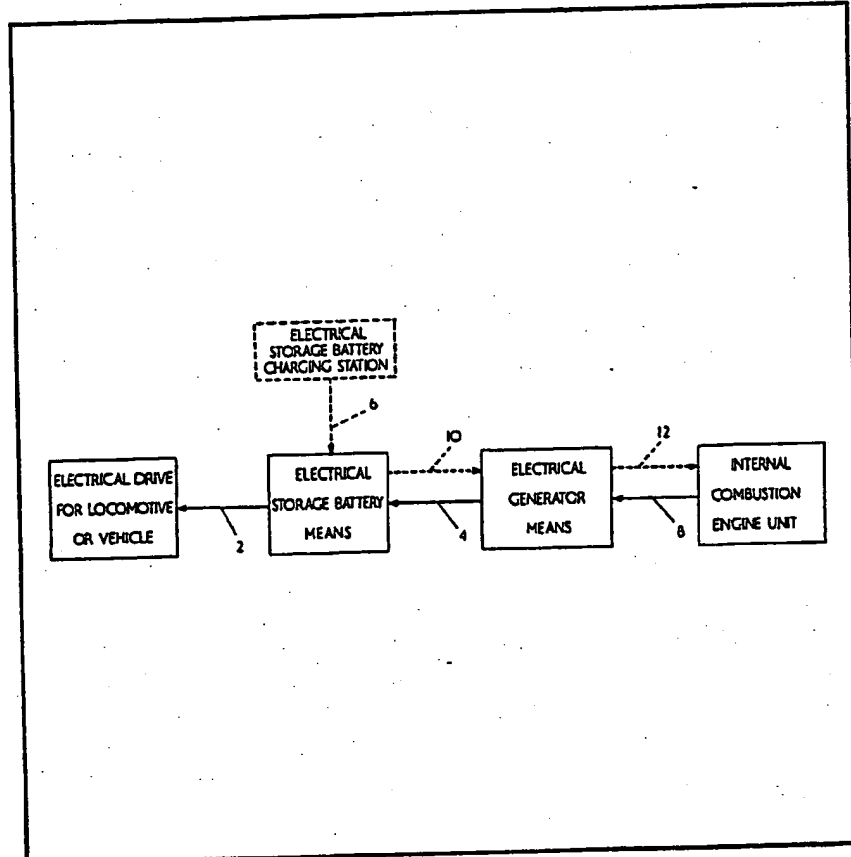 ELECTRICAL
STORAGE BATTERY
CHARGING STATION
6
10
12
ELECTRICAL DRIVE
FOR LOCOMOTIVE
OR VEHICLE
2
ELECTRICAL
STORAGE BATTERY
MEANS
4
ELECTRICAL
GENERATOR
MEANS
8
INTERNAL
COMBUSTION
ENGINE UNIT